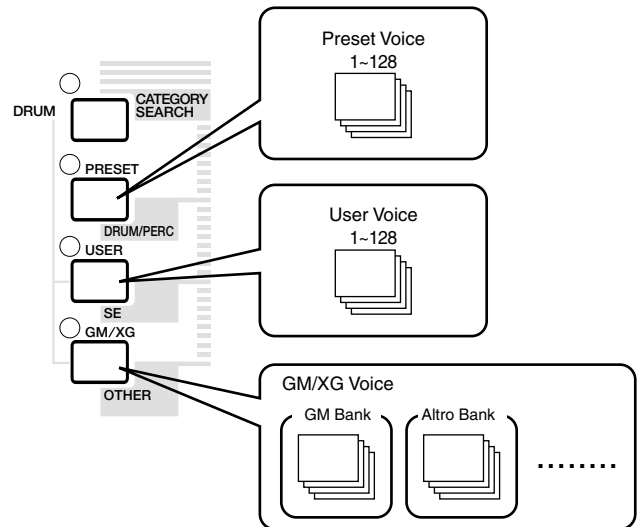 DRUM
CATEGORY
SEARCH
PRESET
DRUM/PERC
USER
SE
GM/XG
OTHER
Preset Voice
1~128
User Voice
1~128
GM/XG Voice
GM Bank
Altro Bank
........